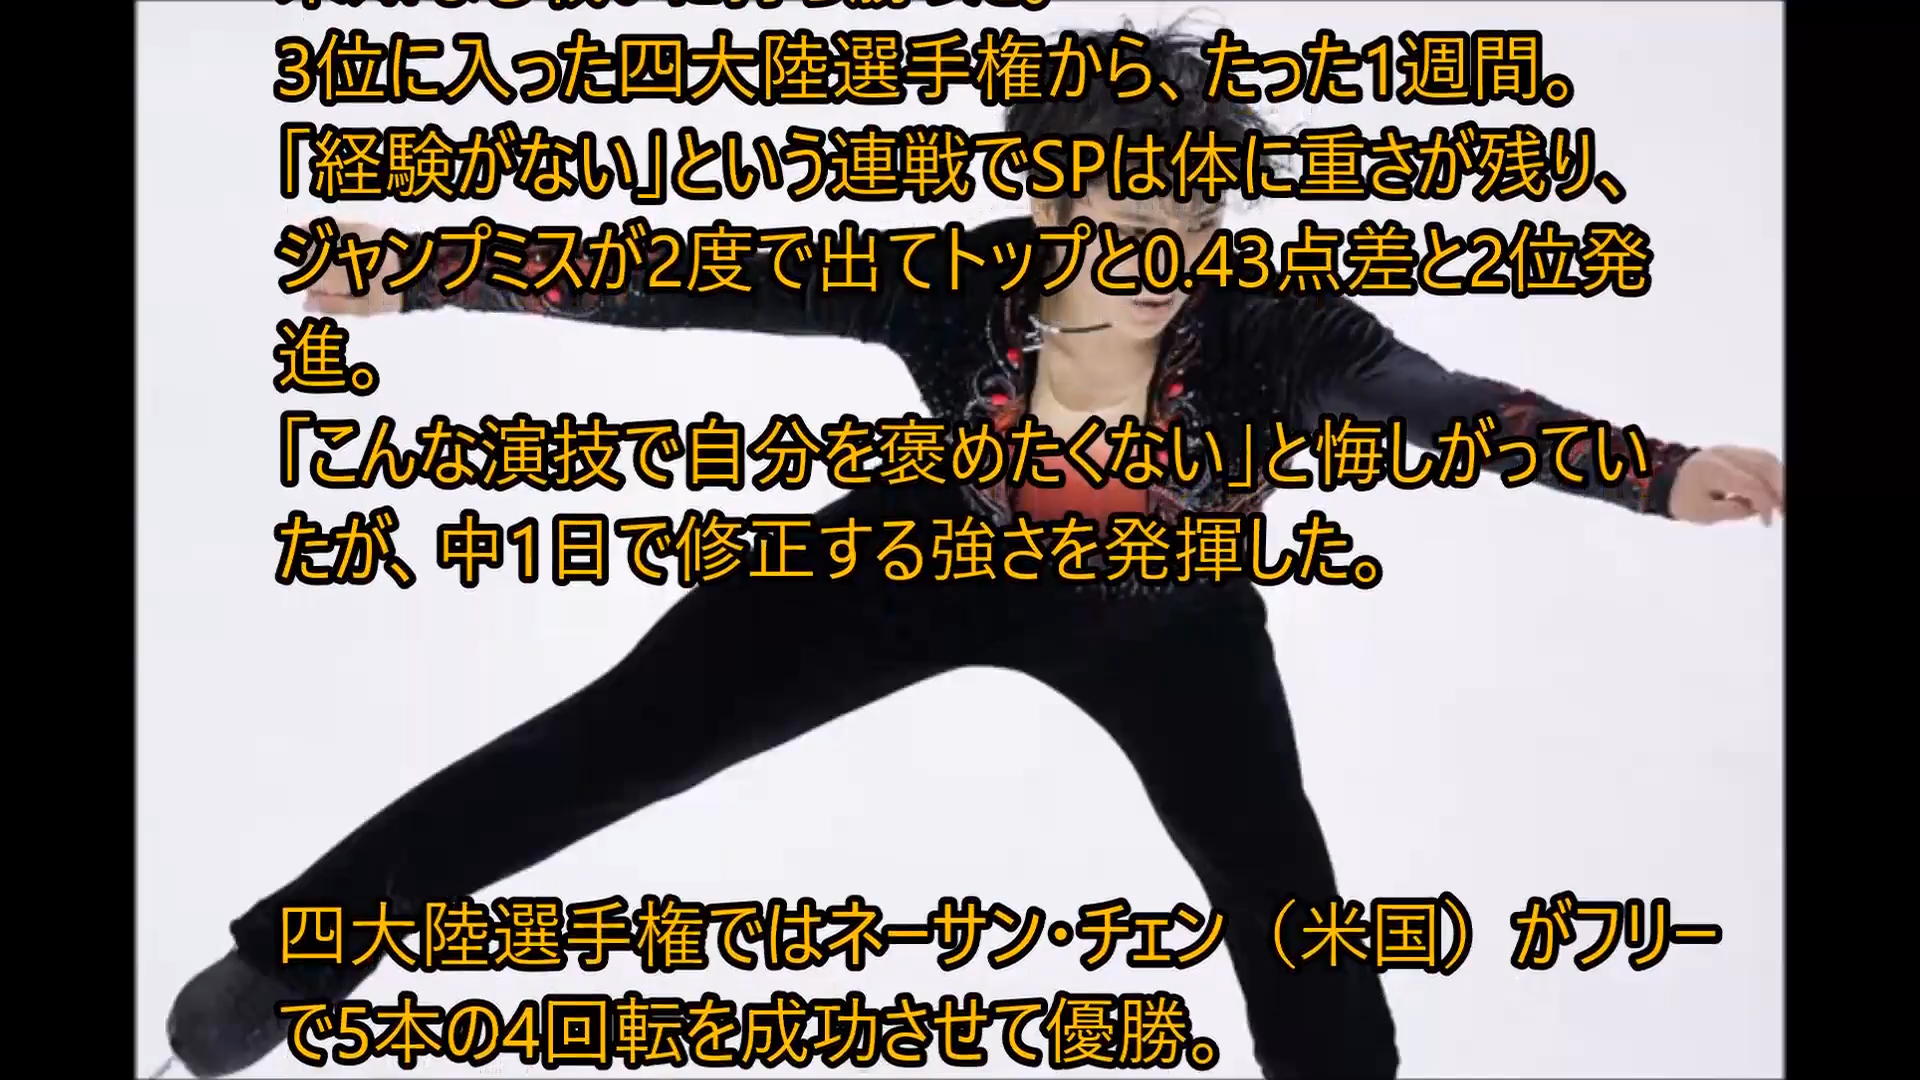 3位に入った四大陸選手権から、たった1週間。
「経験がない」という連戦でSPは体に重さが残り、
ジャンプミスが2度で出てトップと0.43点差と2位発
進。
「こんな演技で自分を褒めたくない」と悔しがってい
たが、中1日で修正する強さを発揮した。
四大陸選手権ではネーサン・チェン（米国）がフリー
で5本の4回転を成功させて優勝。